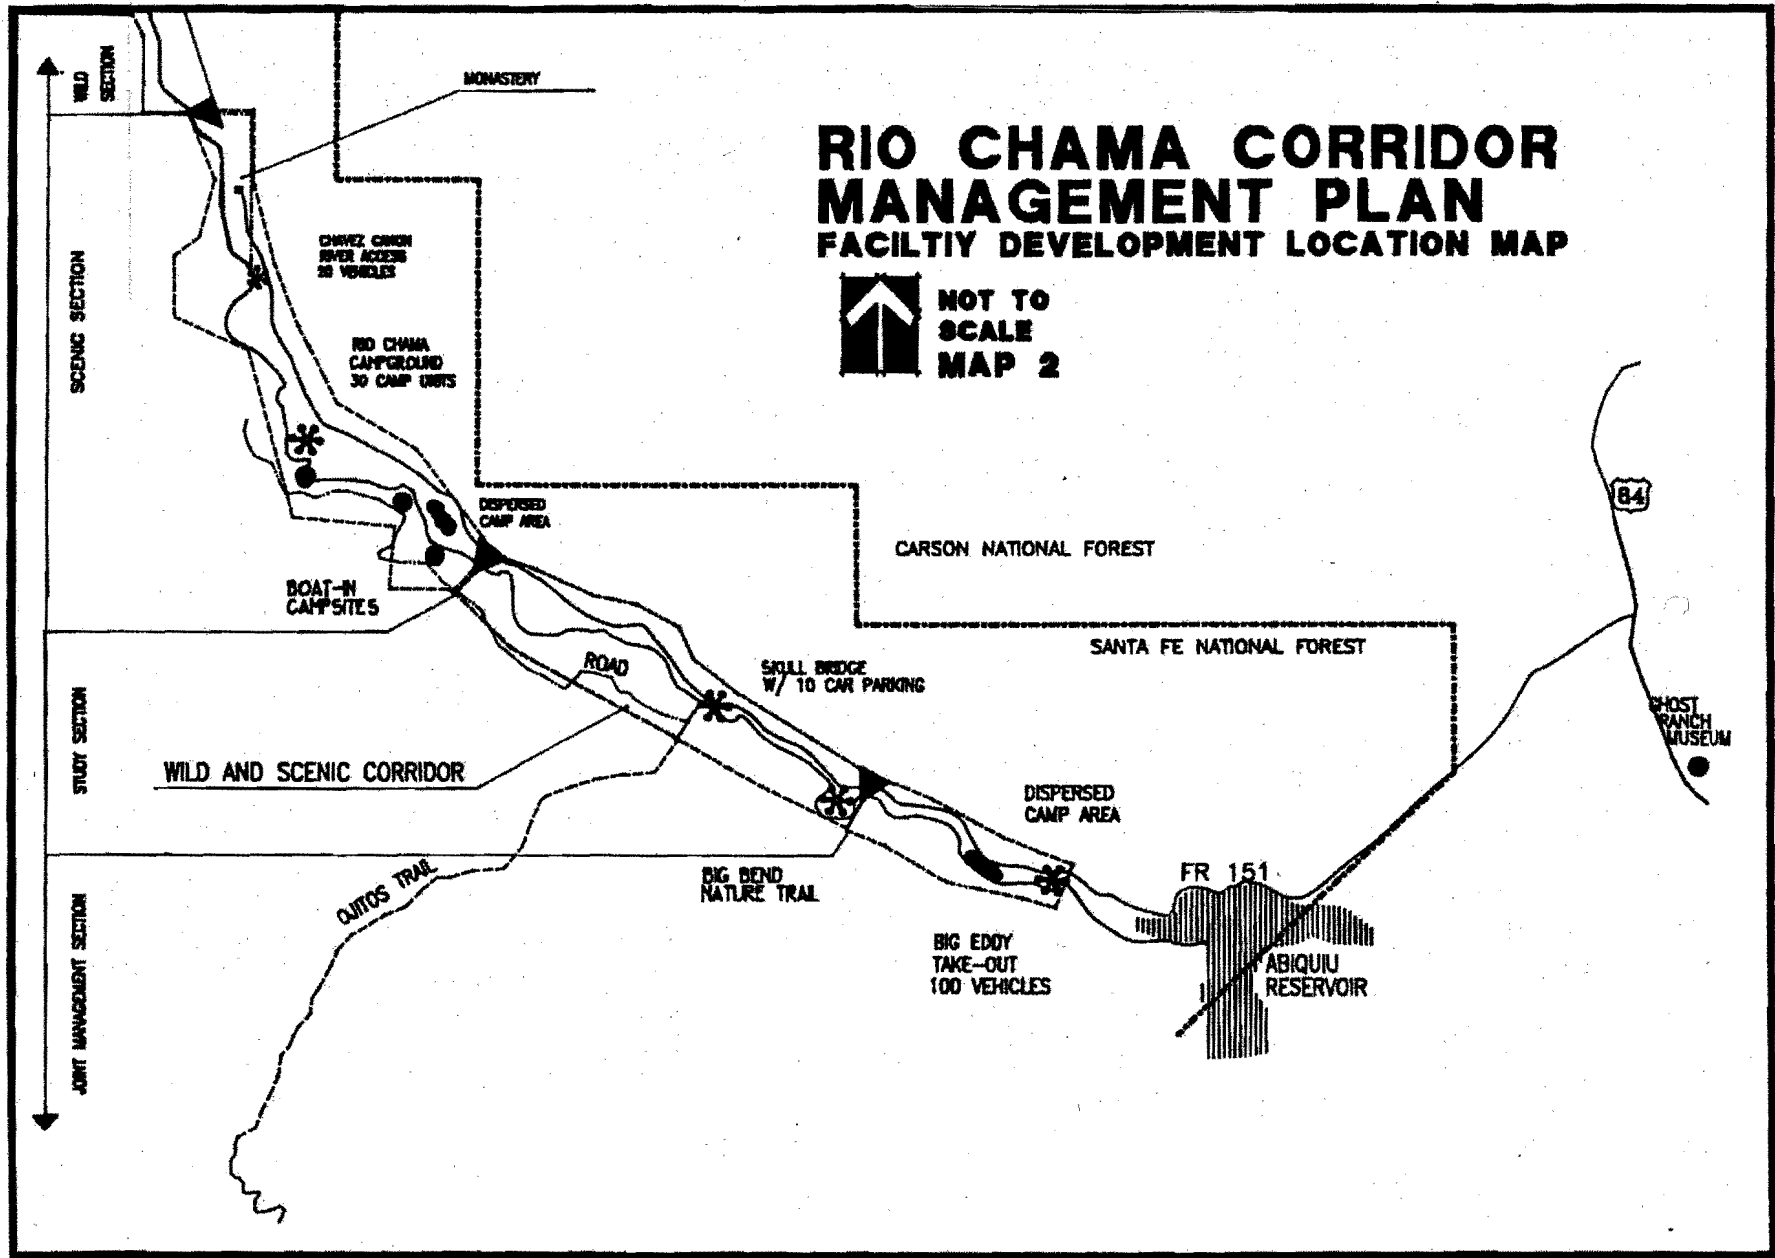 WILD
SECTION
MONASTERY
RIO CHAMA CORRIDOR
MANAGEMENT PLAN
FACILTIY DEVELOPMENT LOCATION MAP
NOT TO
SCALE
MAP 2
CHAVEZ CANON
RIVER ACCESS
20 VEHICLES
SCENIC SECTION
RIO CHAMA
CAMPGROUND
30 CAMP UNITS
84
DISPERSED
CAMP AREA
CARSON NATIONAL FOREST
BOAT-IN
CAMPSITES
SANTA FE NATIONAL FOREST
ROAD
SKULL BRIDGE
W/ 10 CAR PARKING
GHOST
RANCH
MUSEUM
STUDY SECTION
WILD AND SCENIC CORRIDOR
DISPERSED
CAMP AREA
FR 151
BIG BEND
NATURE TRAIL
OJITOS TRAIL
JOINT MANAGEMENT SECTION
BIG EDDY
TAKE-OUT
100 VEHICLES
ABIQUIU
RESERVOIR